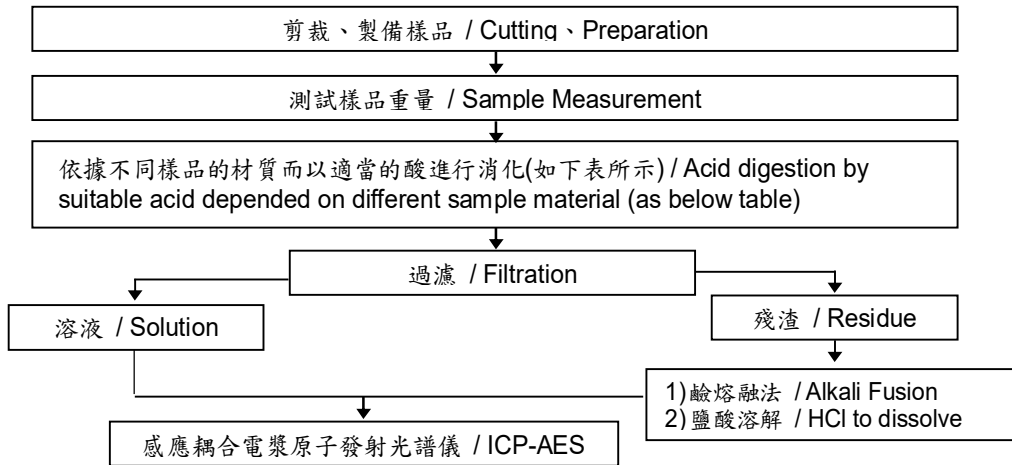 剪裁、製備樣品 / Cutting、Preparation
測試樣品重量 / Sample Measurement
依據不同樣品的材質而以適當的酸進行消化(如下表所示) / Acid digestion by
suitable acid depended on different sample material (as below table)
過濾 / Filtration
溶液 / Solution
殘渣 / Residue
1)鹼熔融法 / Alkali Fusion
2)鹽酸溶解 / HCl to dissolve
感應耦合電漿原子發射光譜儀 / ICP-AES